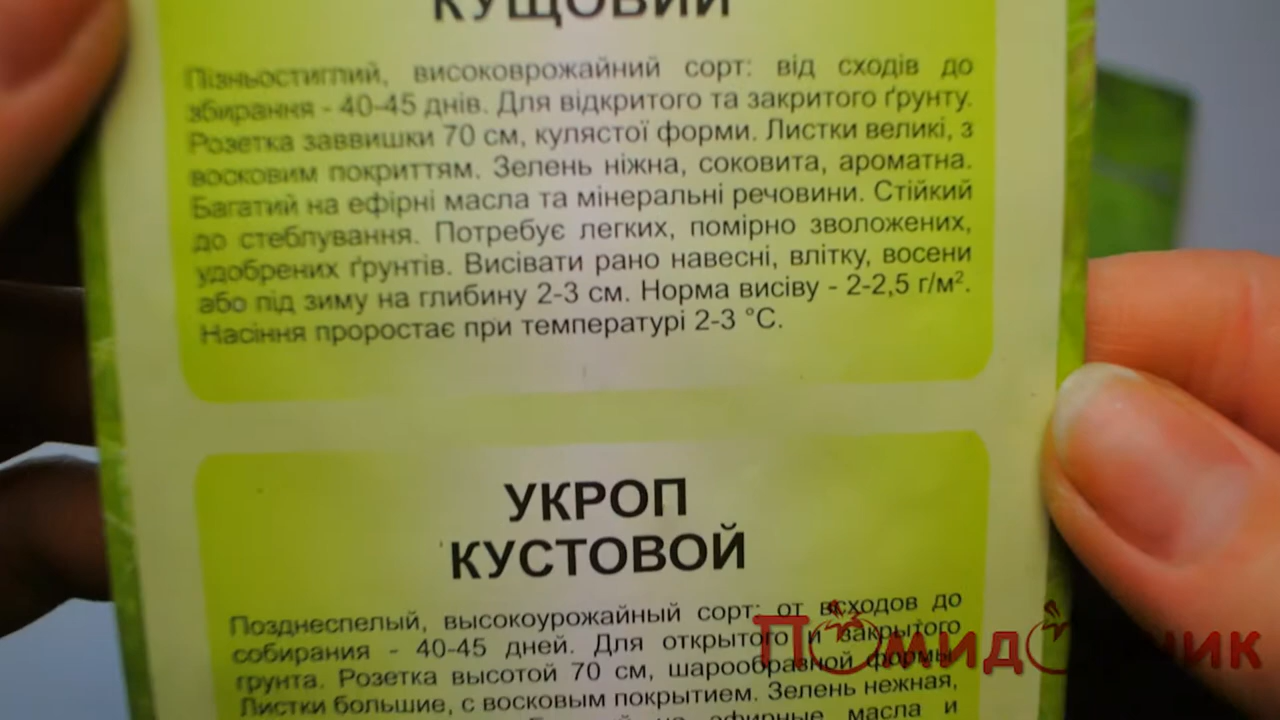 КУЩОВИЙ
Пізньостиглий, високоврожайний сорт: від сходів до
збирання - 40-45 днів. Для відкритого та закритого ґрунту.
Розетка заввишки 70 см, кулястої форми. Листки великі, з
восковим покриттям. Зелень ніжна, соковита, ароматна.
Багатий на ефірні масла та мінеральні речовини. Стійкий
до стеблування. Потребує легких, помірно зволожених,
удобрених ґрунтів. Висівати рано навесні, влітку, восени
або під зиму на глибину 2-3 см. Норма висіву - 2-2,5 г/м².
Насіння проростає при температурі 2-3 °С.
УКРОП
КУСТОВОЙ
Позднеспелый, высокоурожайный сорт: от всходов до
собирания - 40-45 дней. Для открытого и закрытого
грунта. Розетка высотой 70 см, шарообразной формы
Листки большие, с восковым покрытием. Зелень нежная,
на эфирные масла и